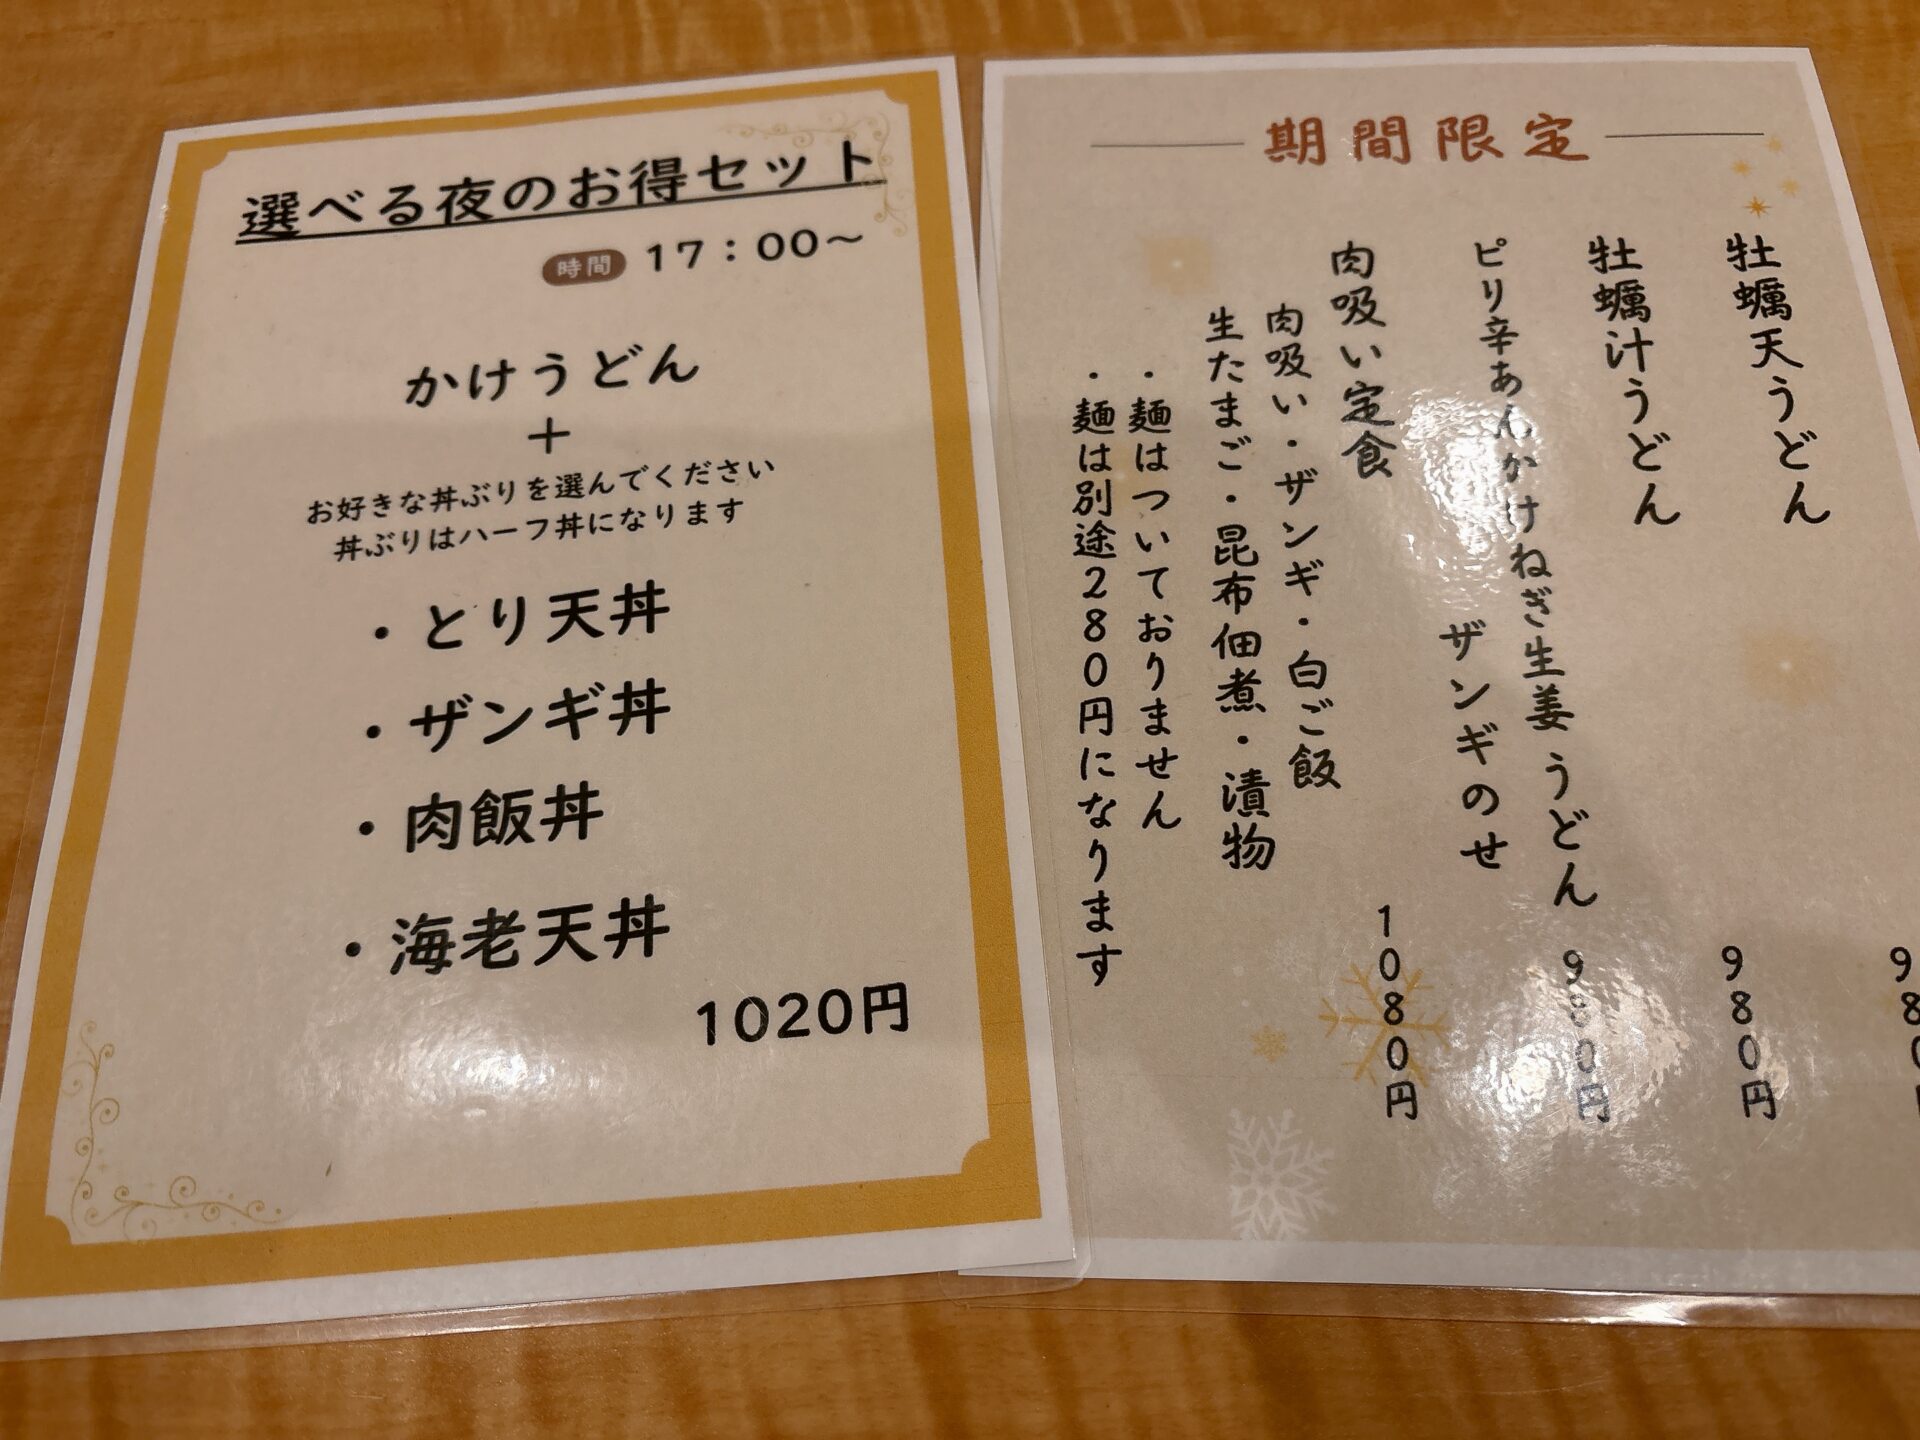 選べる夜のお得セット
時間 17：00～
かけうどん
＋
お好きな丼ぶりを選んでください
丼ぶりはハーフ丼になります
・とり天丼
・ザンギ丼
・肉飯丼
・海老天丼
1020円
期間限定
牡蠣天うどん
牡蠣汁うどん 980円
ピリ辛あんかけねぎ生姜うどん
ザンギのせ 980円
肉吸い定食 1080円
肉吸い・ザンギ・白ご飯
生たまご・昆布佃煮・漬物
・麺はついておりません
・麺は別途280円になります